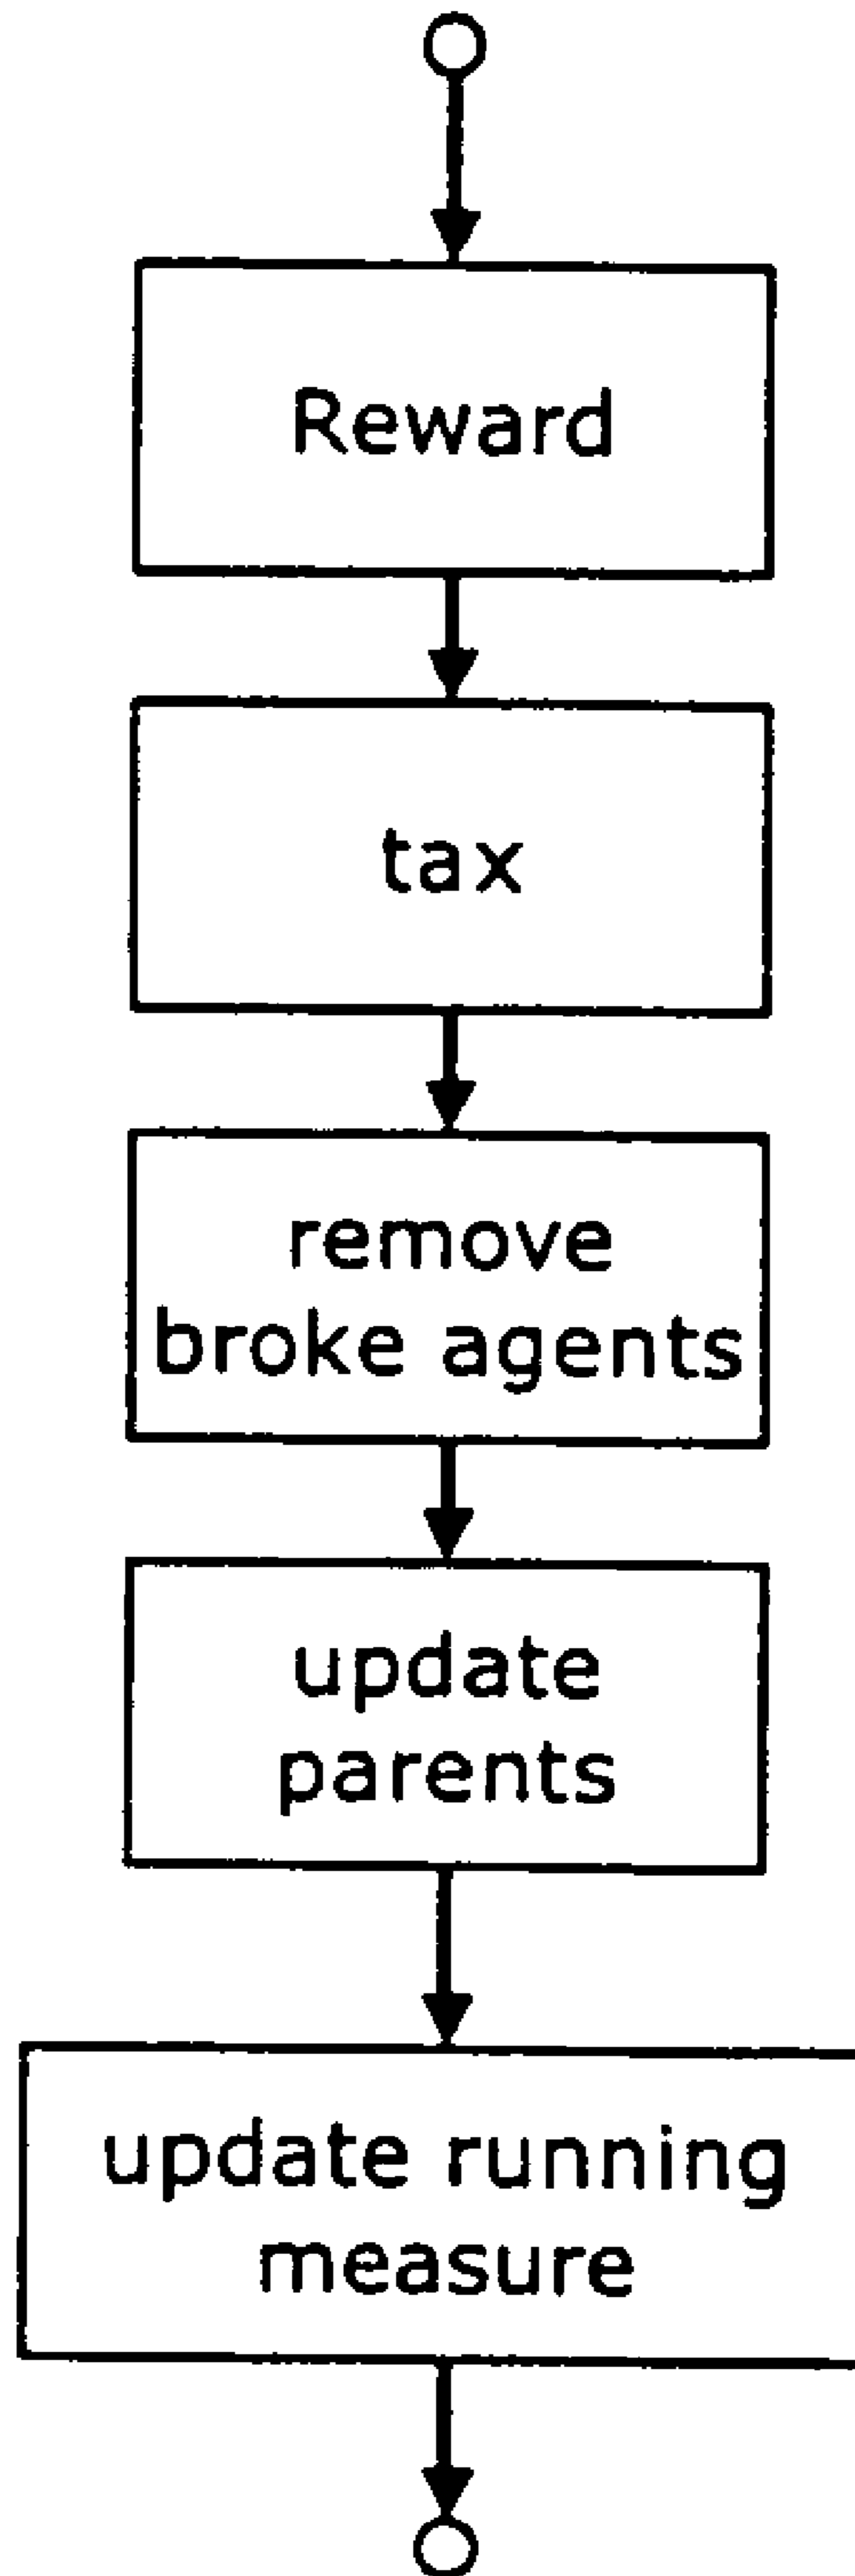 Reward
tax
remove
broke agents
update
parents
update running
measure